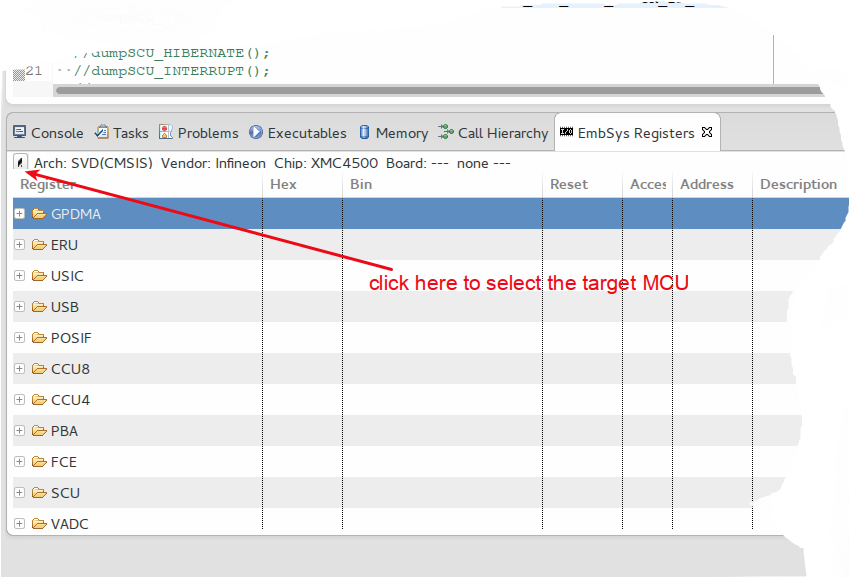 //dumpSCU_HIBERNATE();
21 ··//dumpSCU_INTERRUPT();
Console Tasks Problems Executables Memory Call Hierarchy EmbSys Registers
Arch: SVD(CMSIS) Vendor: Infineon Chip: XMC4500 Board: --- none ---
Register Hex Bin Reset Acces Address Description
GPDMA
ERU
click here to select the target MCU
USIC
USB
POSIF
CCU8
CCU4
PBA
FCE
SCU
VADC